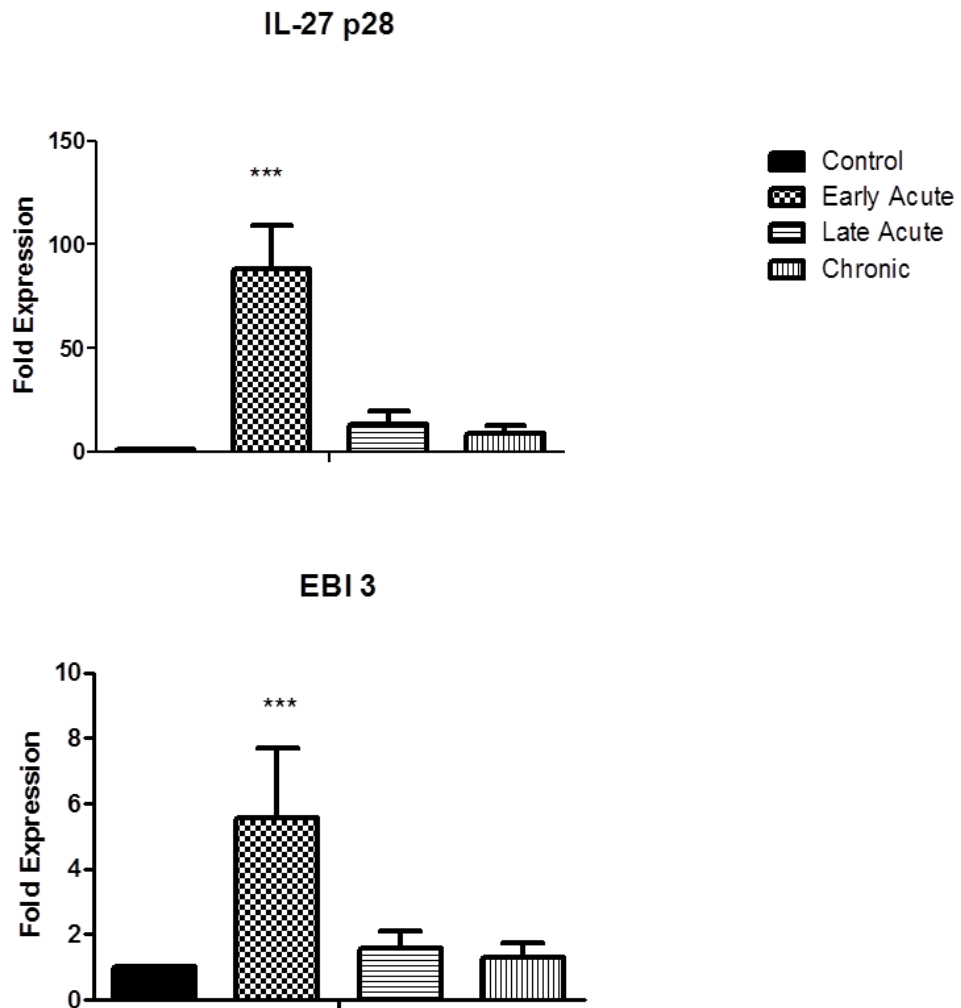 IL-27 p28
150
100
50
0
Fold Expression
***
Control
Early Acute
Late Acute
Chronic
EBI 3
10
8
6
4
2
0
Fold Expression
***